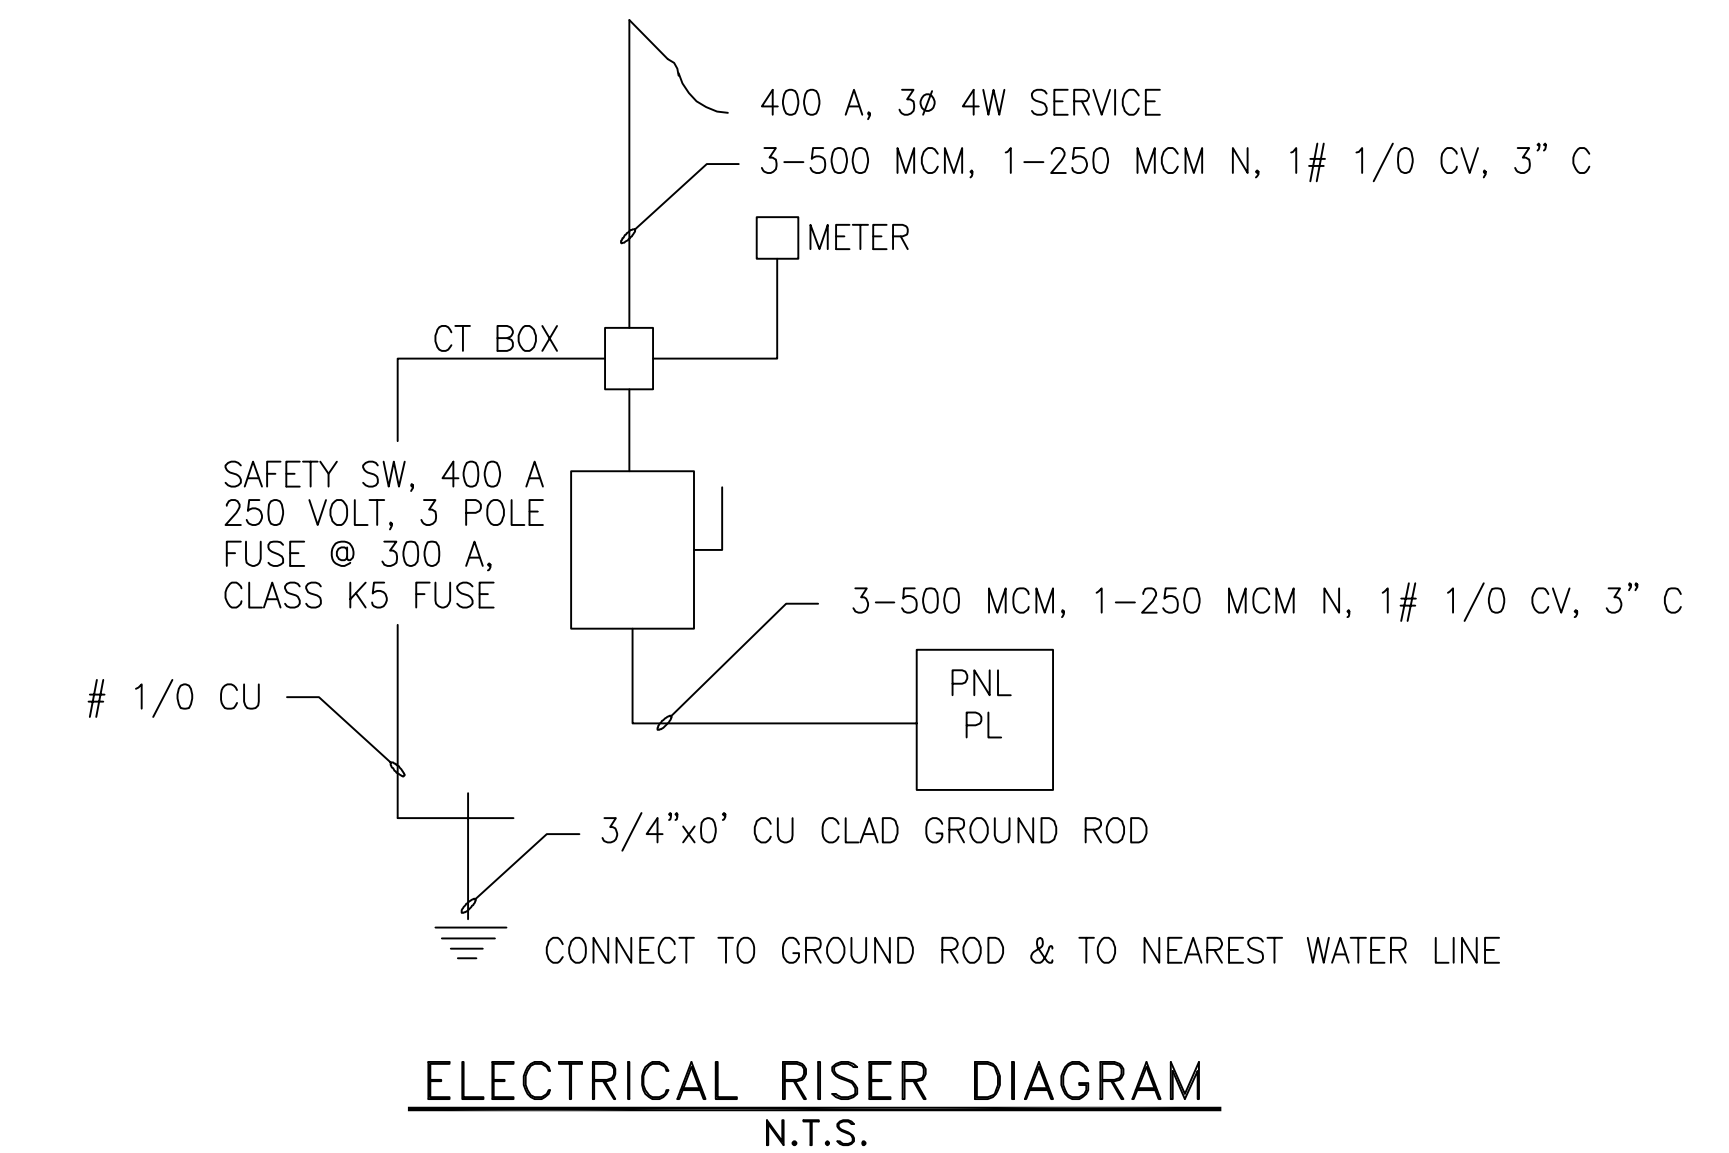 400 A, 3ø 4W SERVICE
3-500 MCM, 1-250 MCM N, 1# 1/0 CV, 3” C
METER
CT BOX
SAFETY SW, 400 A
250 VOLT, 3 POLE
FUSE @ 300 A,
CLASS K5 FUSE
3-500 MCM, 1-250 MCM N, 1# 1/0 CV, 3” C
PNL
PL
# 1/0 CU
3/4”x0’ CU CLAD GROUND ROD
CONNECT TO GROUND ROD & TO NEAREST WATER LINE
ELECTRICAL RISER DIAGRAM
N.T.S.